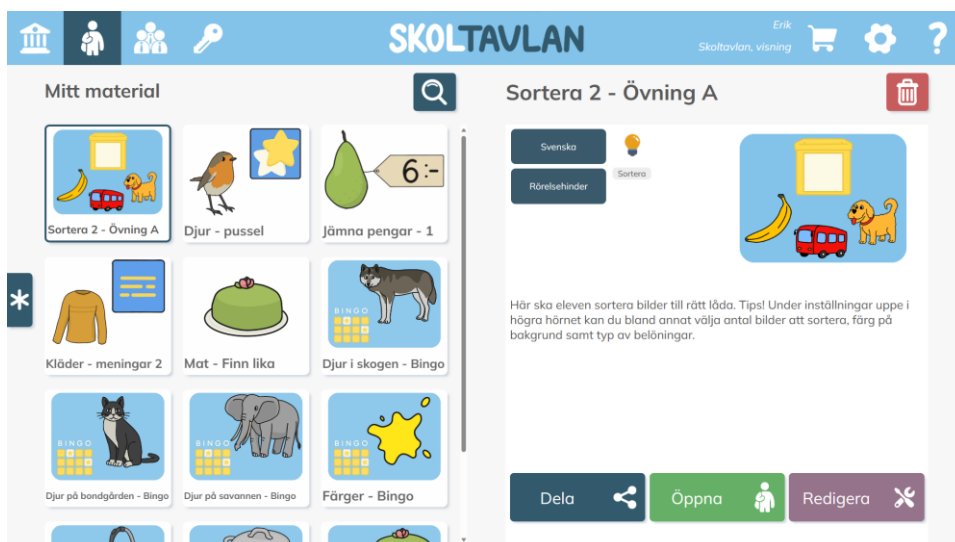 SKOLTAVLAN
Erik
Skoltavlan, visning
?
Mitt material
Sortera 2 - Övning A
Djur - pussel
6:-
Jämna pengar - 1
Kläder - meningar 2
Mat - Finn lika
BINGO
Djur i skogen - Bingo
BINGO
Djur på bondgården - Bingo
BINGO
Djur på savannen - Bingo
BINGO
Färger - Bingo
Sortera 2 - Övning A
Svenska
Rörelsehinder
Sortera
Här ska eleven sortera bilder till rätt låda. Tips! Under inställningar uppe i
högra hörnet kan du bland annat välja antal bilder att sortera, färg på
bakgrund samt typ av belöningar.
Dela
Öppna
Redigera